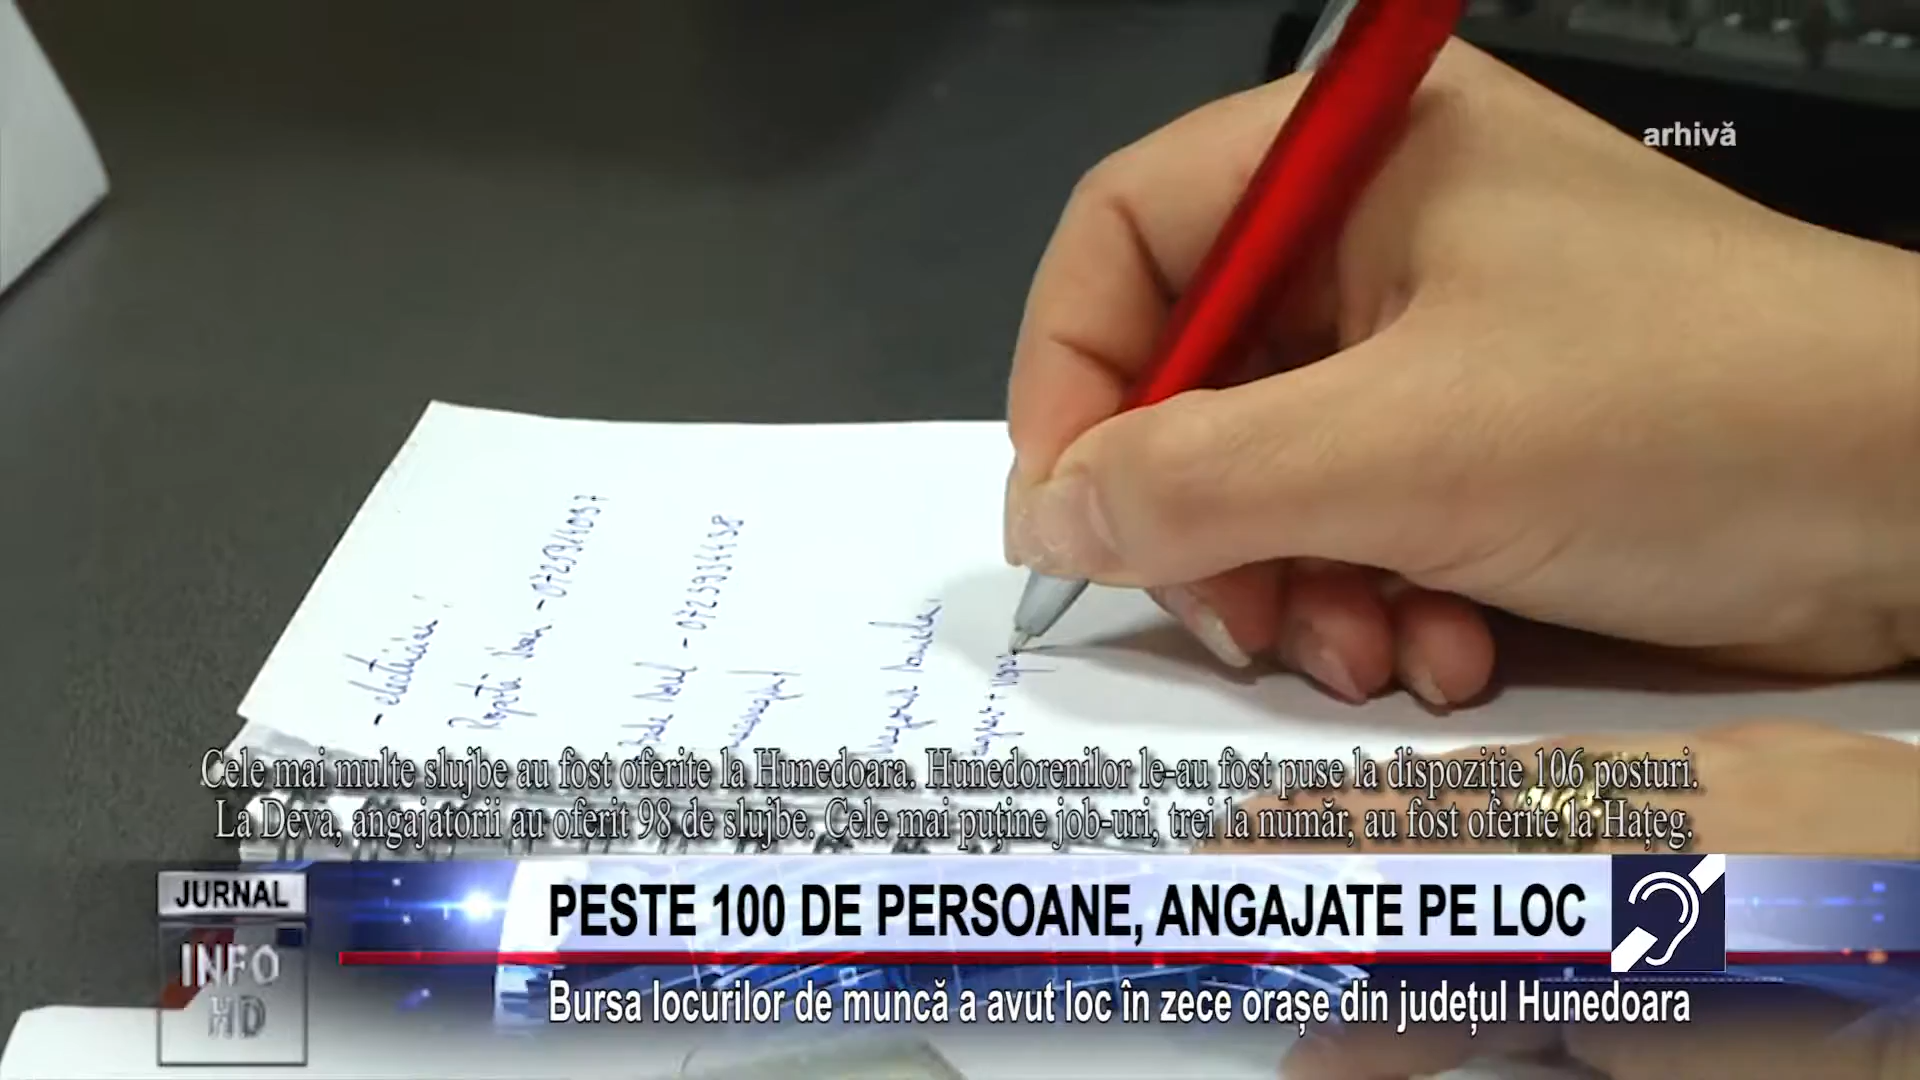 arhivă
- electricieni:
- 0725946097
- 0725934438
Cele mai multe slujbe au fost oferite la Hunedoara. Hunedorenilor le-au fost puse la dispoziție 106 posturi.
La Deva, angajatorii au oferit 98 de slujbe. Cele mai puține job-uri, trei la număr, au fost oferite la Hațeg.
JURNAL
INFO
HD
PESTE 100 DE PERSOANE, ANGAJATE PE LOC
Bursa locurilor de muncă a avut loc în zece orașe din județul Hunedoara